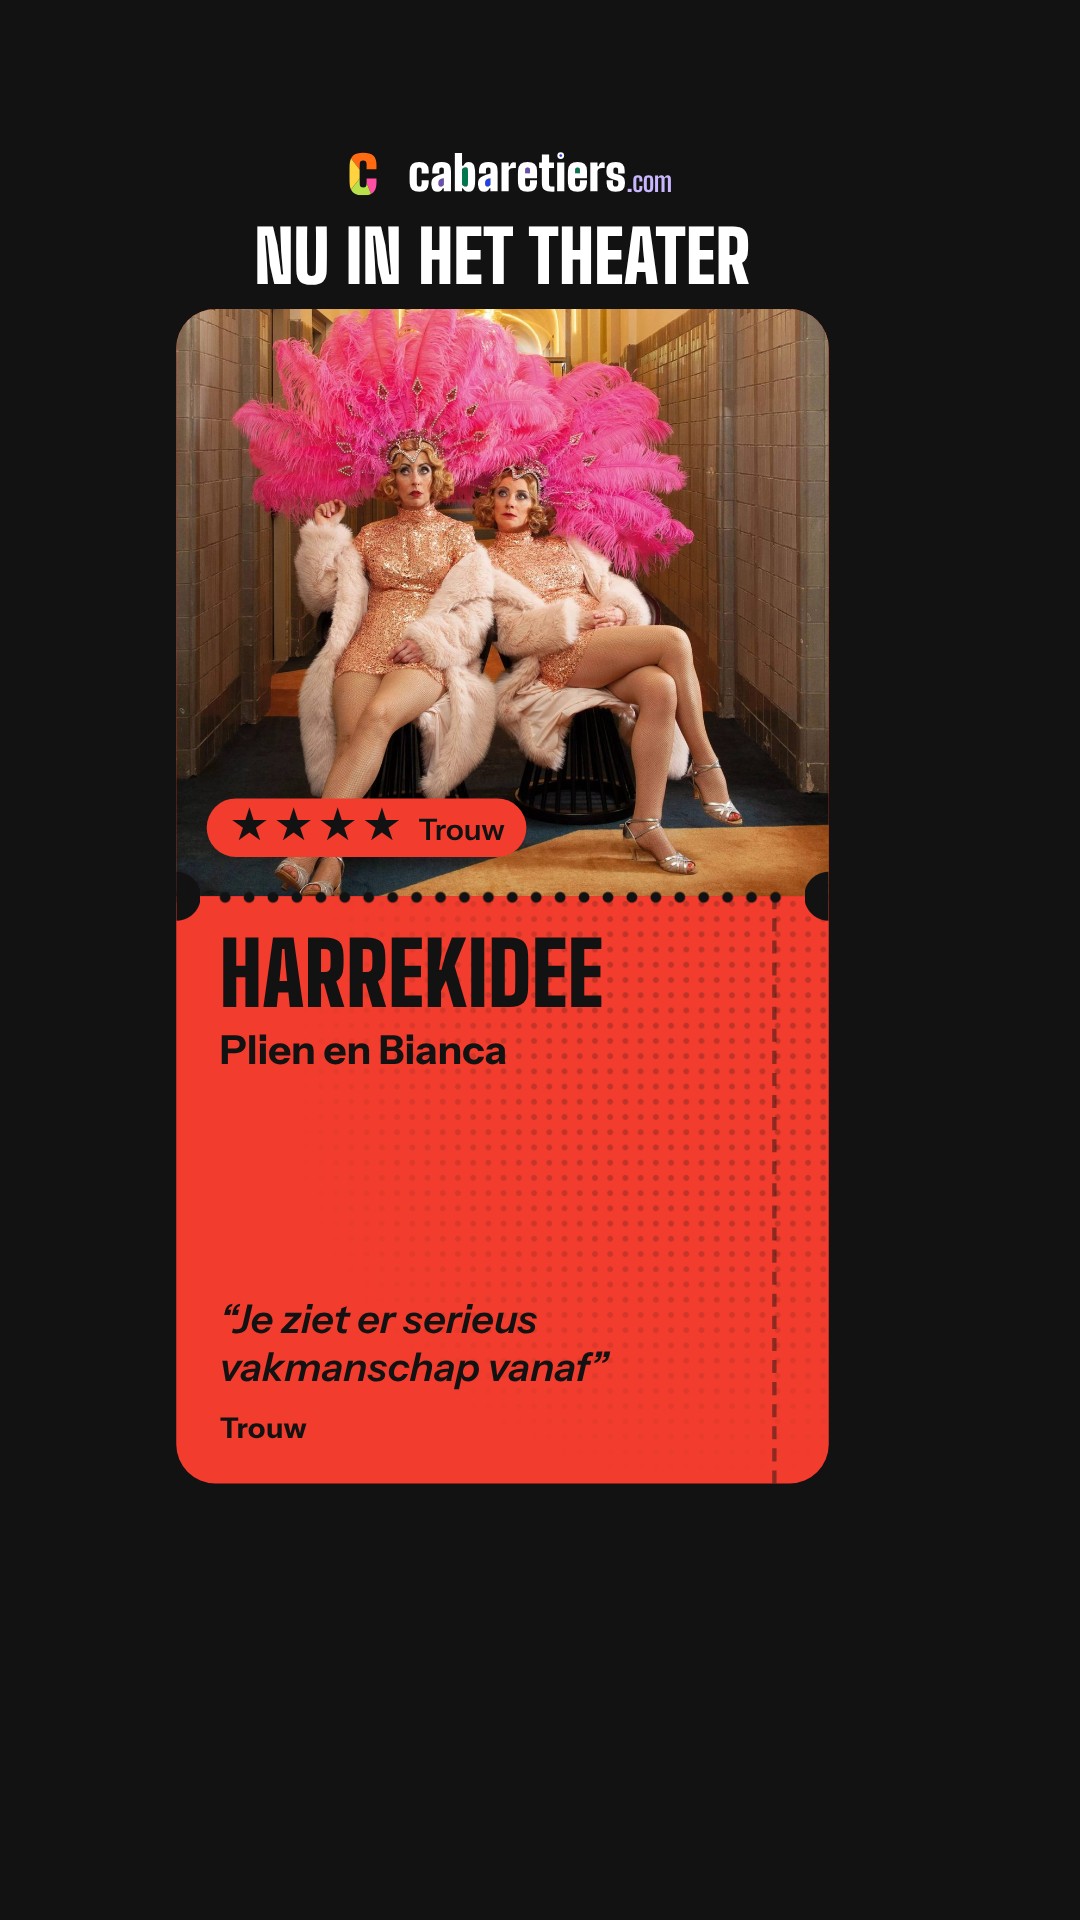 C cabaretiers.com
NU IN HET THEATER
★★★★ Trouw
HARREKIDEE
Plien en Bianca
“Je ziet er serieus
vakmanschap vanaf”
Trouw